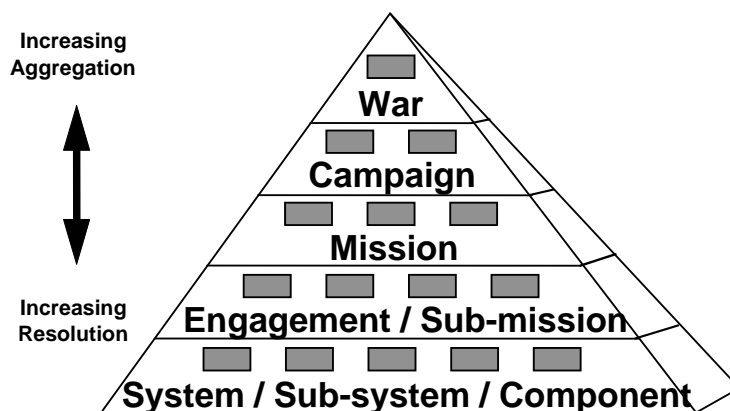 Increasing
Aggregation
War
Campaign
Mission
Increasing
Resolution
Engagement / Sub-mission
System / Sub-system / Component